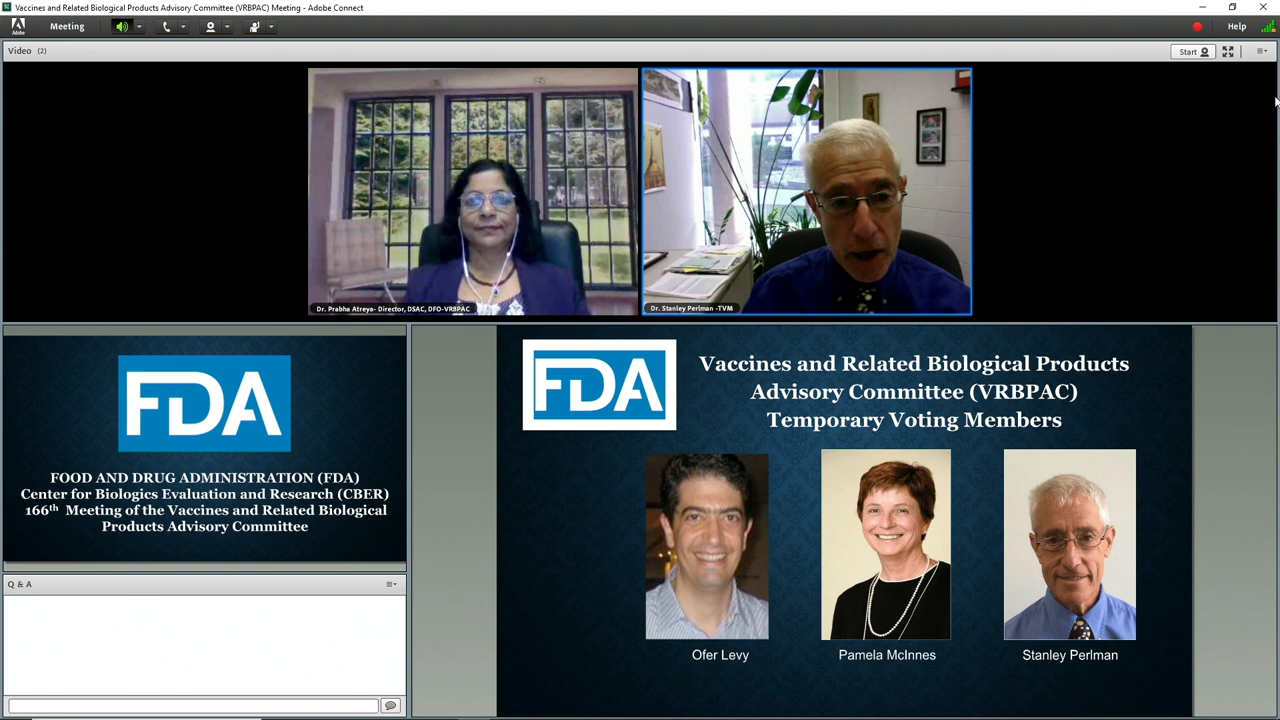 Vaccines and Related Biological Products Advisory Committee (VRBPAC) Meeting - Adobe Connect
Adobe
Meeting
Help
Video (2)
Start
Dr. Prabha Atreya- Director, DSAC, DFO-VRBPAC
Dr. Stanley Perlman -TVM
FDA
FOOD AND DRUG ADMINISTRATION (FDA)
Center for Biologics Evaluation and Research (CBER)
166th Meeting of the Vaccines and Related Biological
Products Advisory Committee
Q & A
FDA
Vaccines and Related Biological Products
Advisory Committee (VRBPAC)
Temporary Voting Members
Ofer Levy
Pamela McInnes
Stanley Perlman